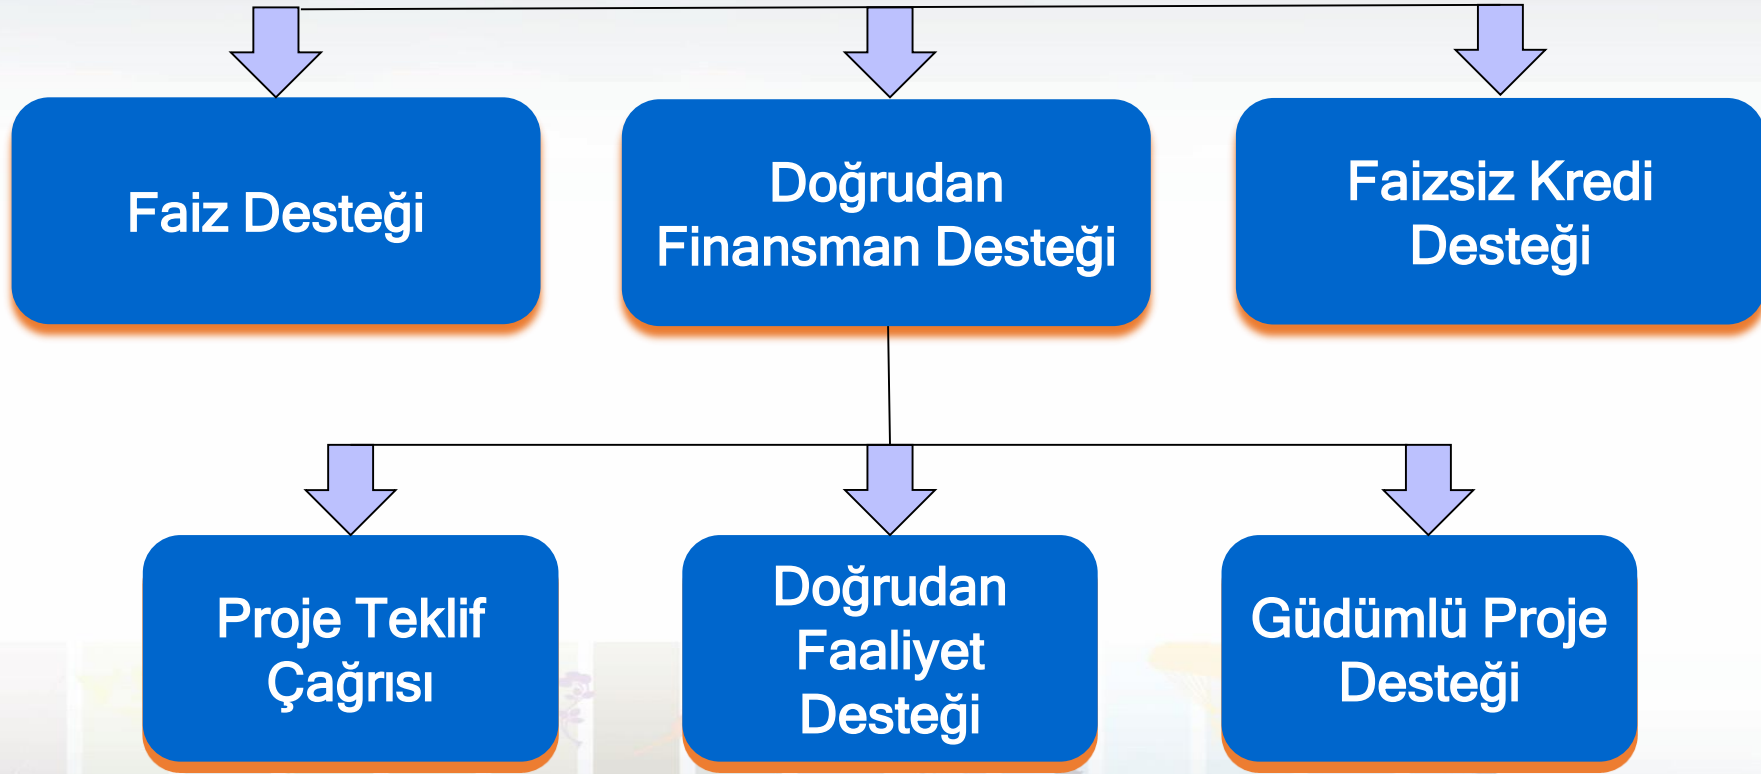 Faiz Desteği
Doğrudan
Finansman Desteği
Faizsiz Kredi
Desteği
Proje Teklif
Çağrısı
Doğrudan
Faaliyet
Desteği
Güdümlü Proje
Desteği